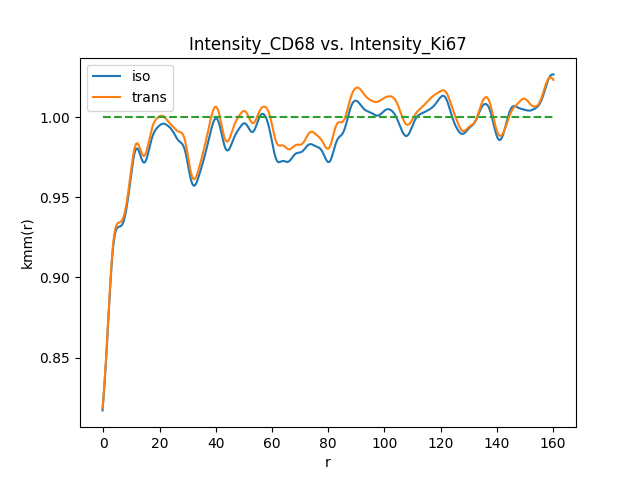 Intensity_CD68 vs. Intensity_Ki67
iso
trans
1.00
0.95
0.90
0.85
kmm(r)
0 20 40 60 80 100 120 140 160
r